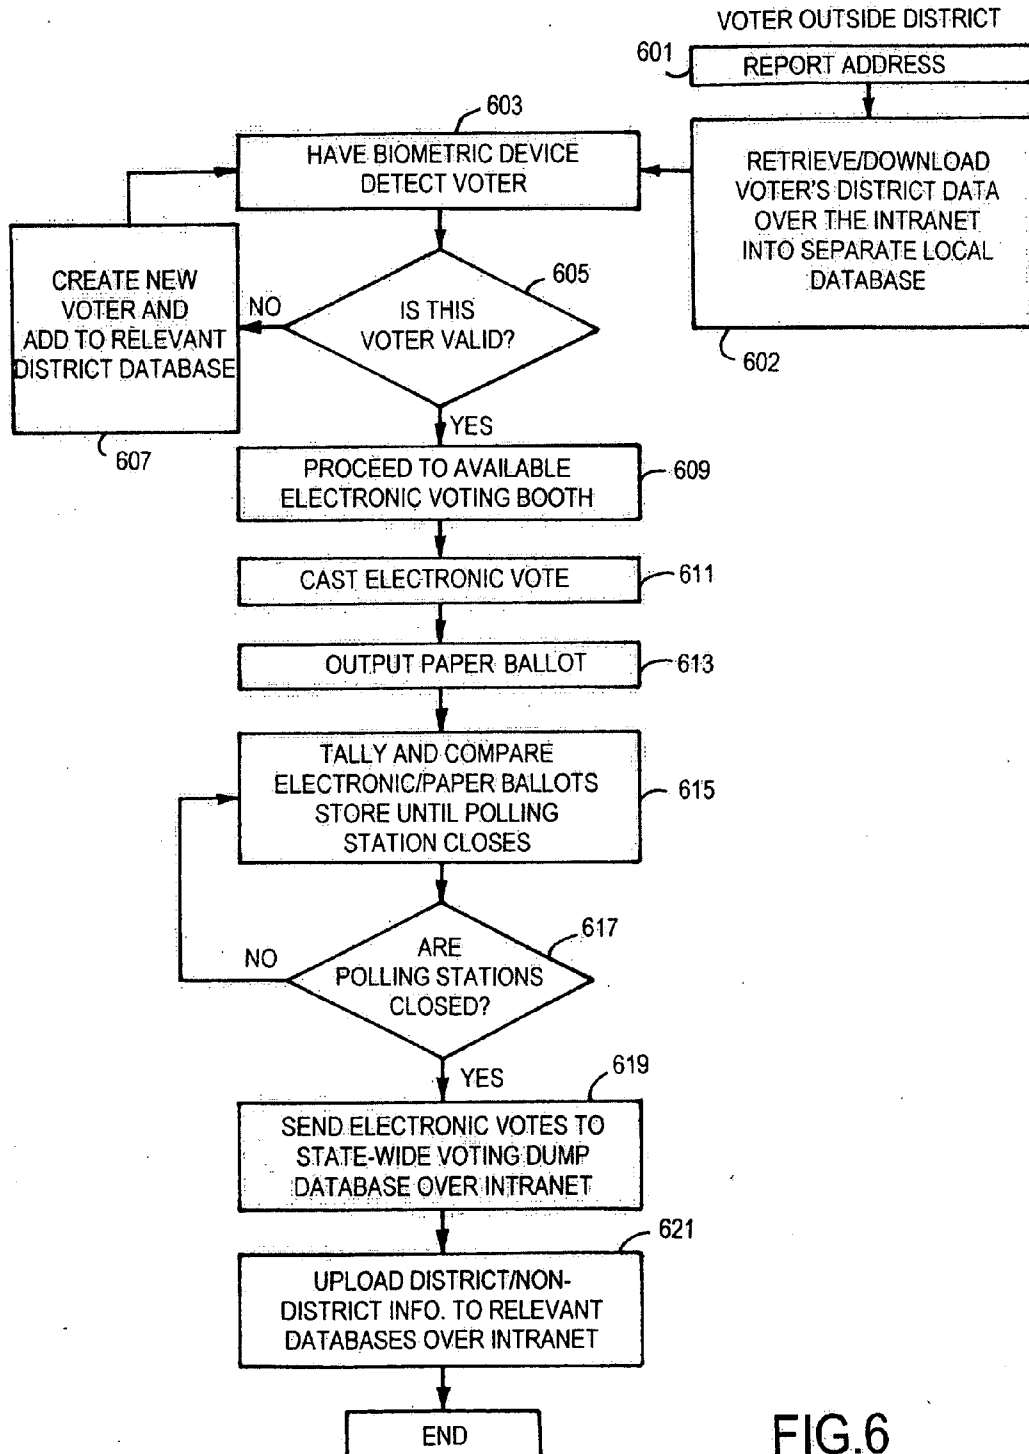 VOTER OUTSIDE DISTRICT
601
REPORT ADDRESS
603
HAVE BIOMETRIC DEVICE
DETECT VOTER
RETRIEVE/DOWNLOAD
VOTER'S DISTRICT DATA
OVER THE INTRANET
INTO SEPARATE LOCAL
DATABASE
602
605
IS THIS
VOTER VALID?
NO
CREATE NEW
VOTER AND
ADD TO RELEVANT
DISTRICT DATABASE
607
YES
PROCEED TO AVAILABLE
ELECTRONIC VOTING BOOTH
609
CAST ELECTRONIC VOTE
611
OUTPUT PAPER BALLOT
613
TALLY AND COMPARE
ELECTRONIC/PAPER BALLOTS
STORE UNTIL POLLING
STATION CLOSES
615
617
ARE
POLLING STATIONS
CLOSED?
NO
YES
619
SEND ELECTRONIC VOTES TO
STATE-WIDE VOTING DUMP
DATABASE OVER INTRANET
621
UPLOAD DISTRICT/NON-
DISTRICT INFO. TO RELEVANT
DATABASES OVER INTRANET
END
FIG.6